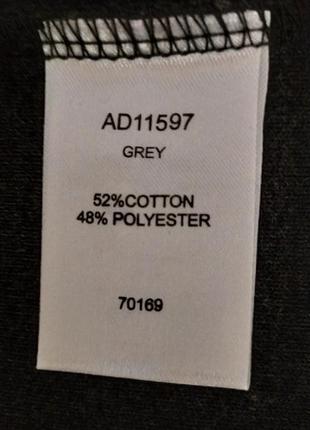 AD11597
GREY
52%COTTON
48% POLYESTER
70169